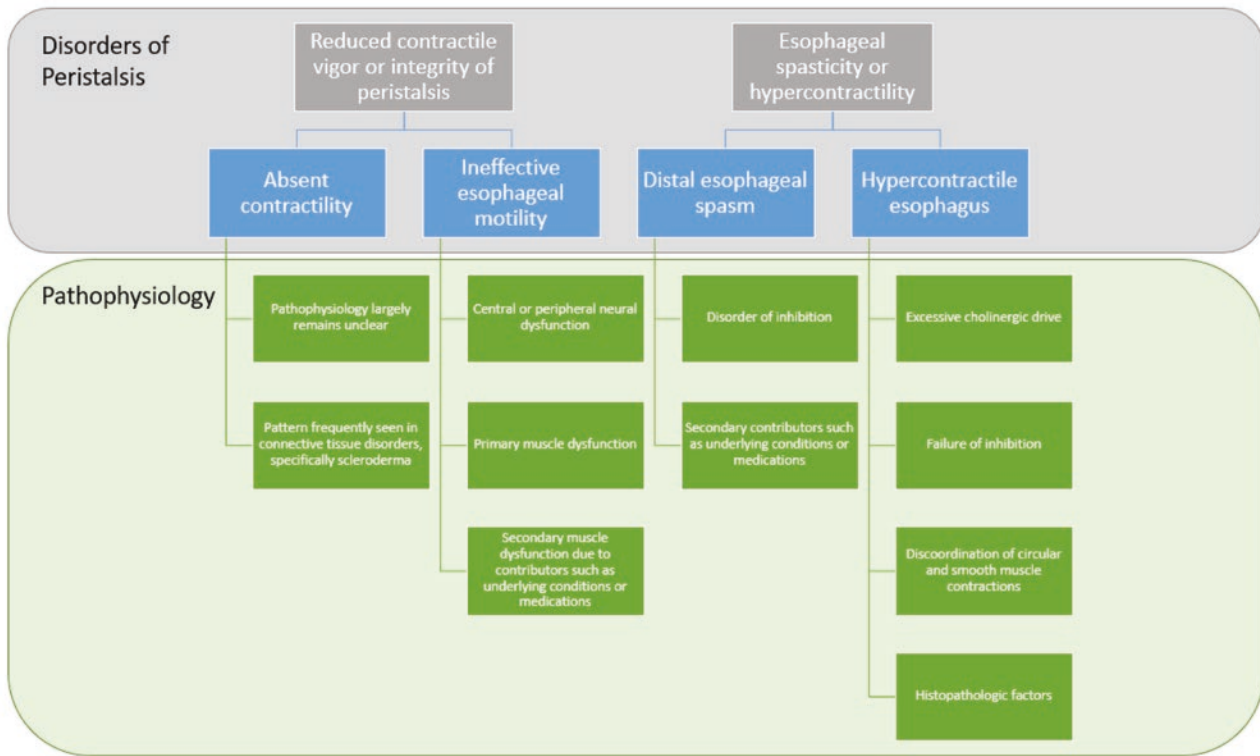 Disorders of
Peristalsis
Reduced contractile
vigor or integrity of
peristalsis
Esophageal
spasticity or
hypercontractility
Absent
contractility
Ineffective
esophageal
motility
Distal esophageal
spasm
Hypercontractile
esophagus
Pathophysiology
Pathophysiology largely
remains unclear
Pattern frequently seen in
connective tissue disorders,
specifically scleroderma
Central or peripheral neural
dysfunction
Primary muscle dysfunction
Secondary muscle
dysfunction due to
contributors such as
underlying conditions or
medications
Disorder of inhibition
Secondary contributors such
as underlying conditions or
medications
Excessive cholinergic drive
Failure of inhibition
Discoordination of circular
and smooth muscle
contractions
Histopathologic factors